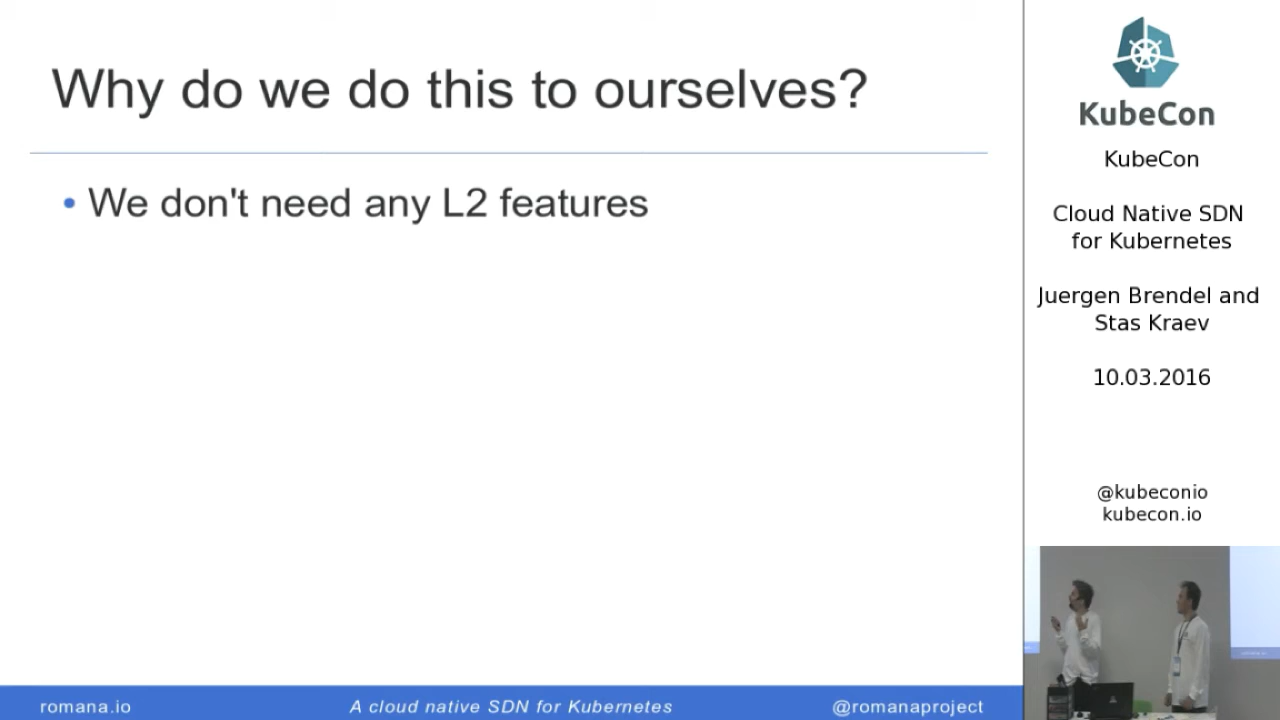 Why do we do this to ourselves?
• We don't need any L2 features
romana.io
A cloud native SDN for Kubernetes
@romanaproject
KubeCon
KubeCon
Cloud Native SDN
for Kubernetes
Juergen Brendel and
Stas Kraev
10.03.2016
@kubeconio
kubecon.io